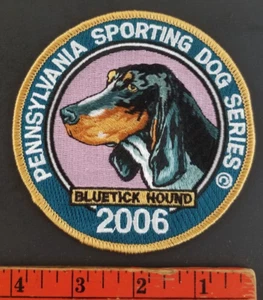 PENNSYLVANIA SPORTING DOG SERIES
BLUETICK HOUND
2006
4 3 2 1